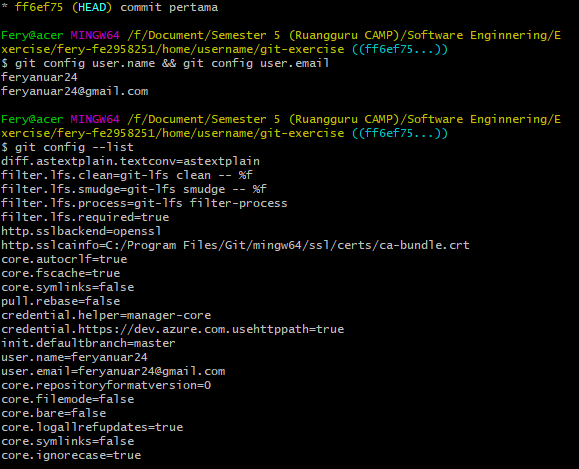 * ff6ef75 (HEAD) commit pertama
Fery@acer MINGW64 /f/Document/Semester 5 (Ruangguru CAMP)/Software Enginnering/E
xercise/fery-fe2958251/home/username/git-exercise ((ff6ef75...))
$ git config user.name && git config user.email
feryanuar24
feryanuar24@gmail.com
Fery@acer MINGW64 /f/Document/Semester 5 (Ruangguru CAMP)/Software Enginnering/E
xercise/fery-fe2958251/home/username/git-exercise ((ff6ef75...))
$ git config --list
diff.astextplain.textconv=astextplain
filter.lfs.clean=git-lfs clean -- %f
filter.lfs.smudge=git-lfs smudge -- %f
filter.lfs.process=git-lfs filter-process
filter.lfs.required=true
http.sslbackend=openssl
http.sslcainfo=C:/Program Files/Git/mingw64/ssl/certs/ca-bundle.crt
core.autocrlf=true
core.fscache=true
core.symlinks=false
pull.rebase=false
credential.helper=manager-core
credential.https://dev.azure.com.usehttppath=true
init.defaultbranch=master
user.name=feryanuar24
user.email=feryanuar24@gmail.com
core.repositoryformatversion=0
core.filemode=false
core.bare=false
core.logallrefupdates=true
core.symlinks=false
core.ignorecase=true